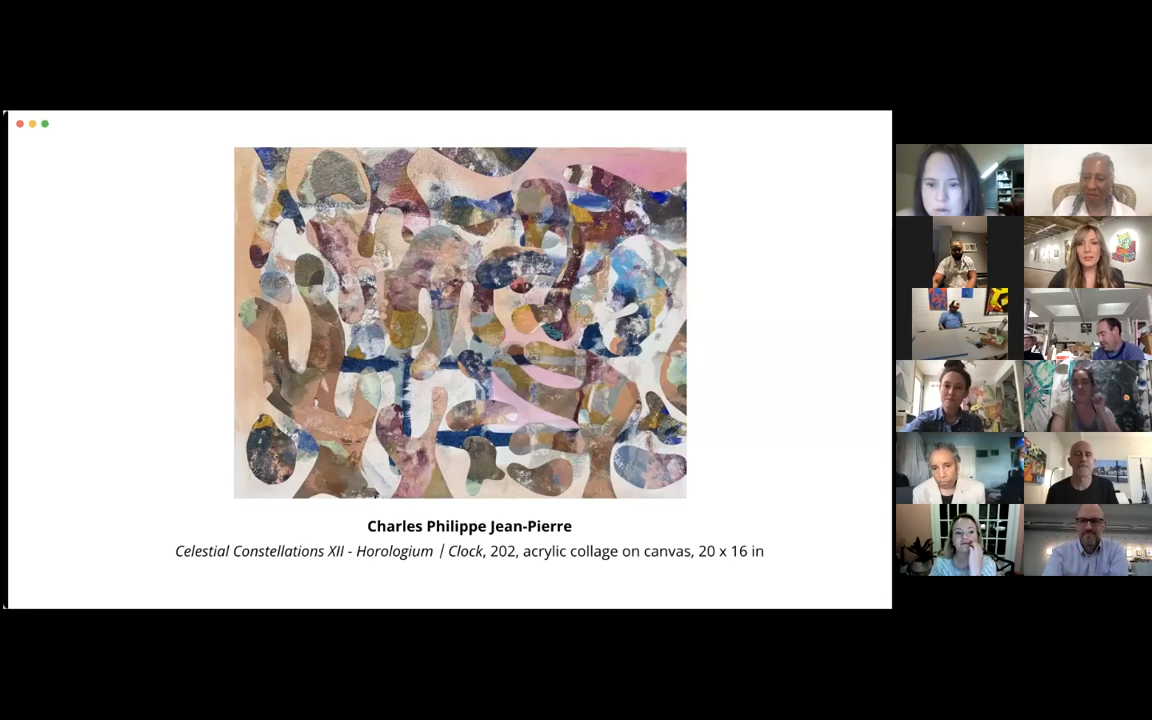 Charles Philippe Jean-Pierre
Celestial Constellations XII - Horologium | Clock, 202, acrylic collage on canvas, 20 x 16 in